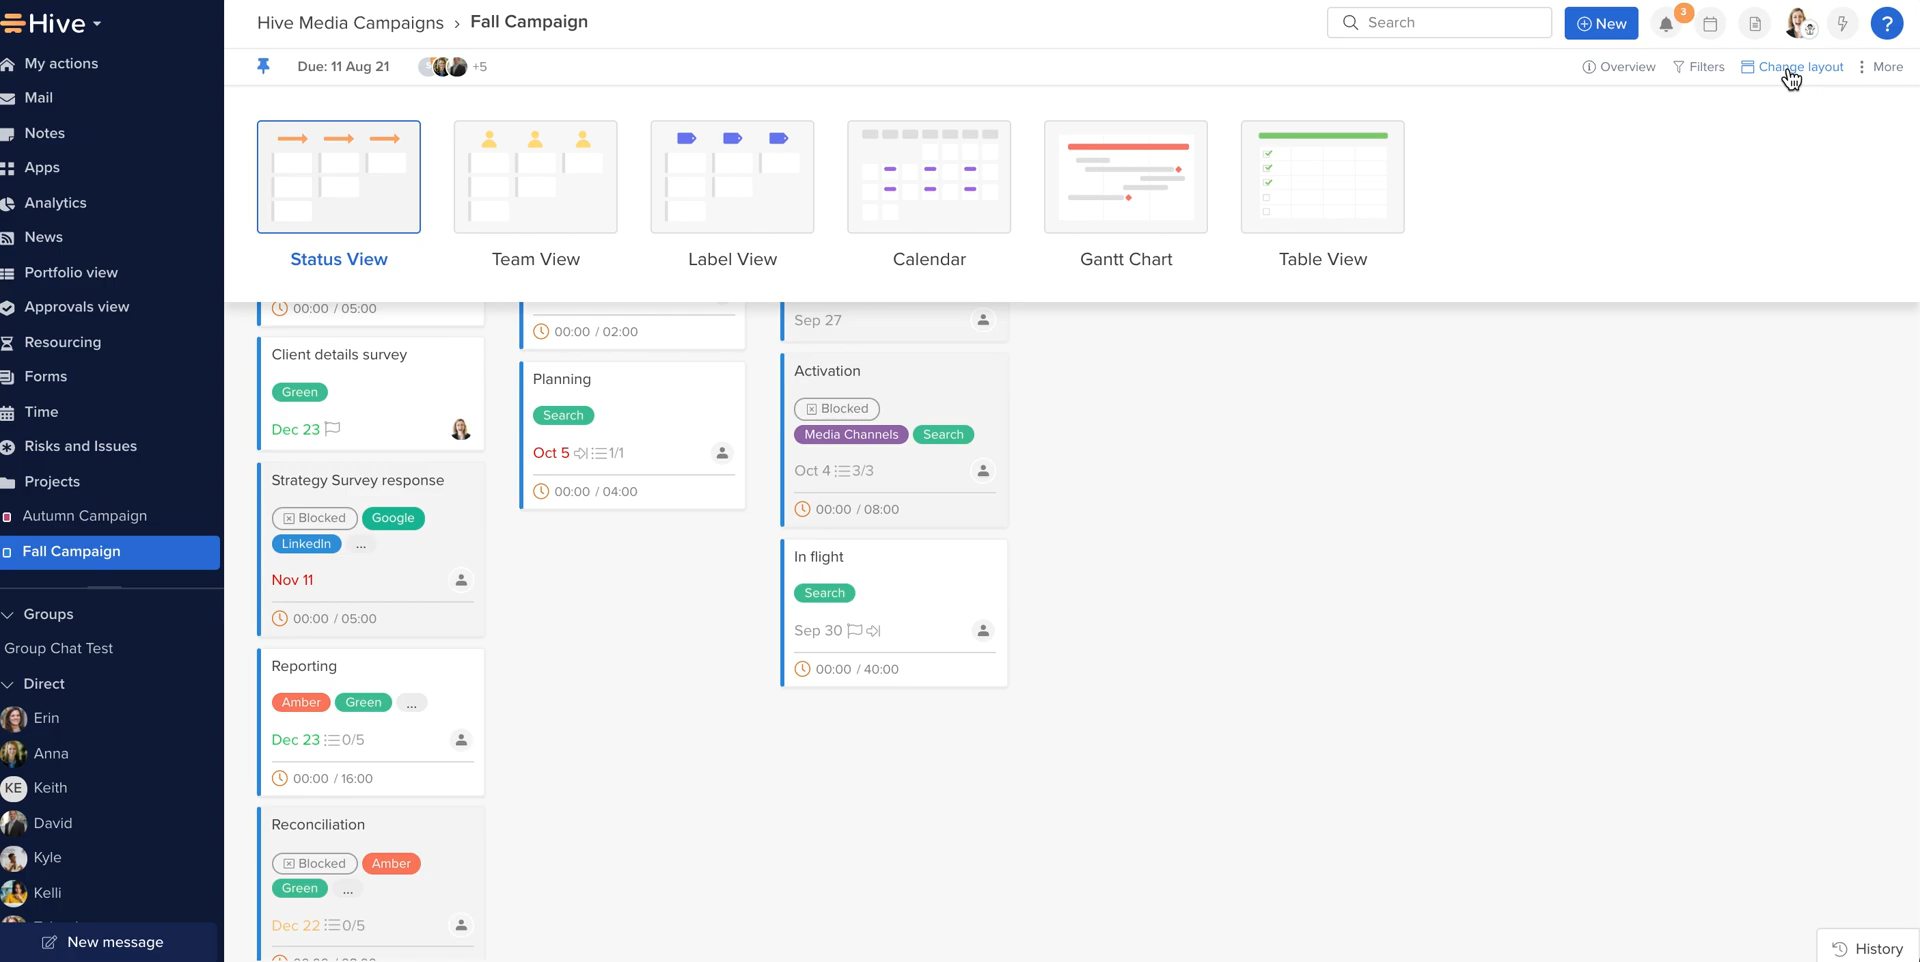 Hive
My actions
Mail
Notes
Apps
Analytics
News
Portfolio view
Approvals view
Resourcing
Forms
Time
Risks and Issues
Projects
Autumn Campaign
Fall Campaign
Groups
Group Chat Test
Direct
Erin
Anna
KE Keith
David
Kyle
Kelli
New message
Hive Media Campaigns › Fall Campaign
Search
New
3
?
Due: 11 Aug 21
+5
Overview
Filters
Change layout
More
Status View
Team View
Label View
Calendar
Gantt Chart
Table View
00:00 / 05:00
Client details survey
Green
Dec 23
Strategy Survey response
Blocked Google
LinkedIn ...
Nov 11
00:00 / 05:00
Reporting
Amber Green ...
Dec 23 0/5
00:00 / 16:00
Reconciliation
Blocked Amber
Green ...
Dec 22 0/5
00:00 / 02:00
Planning
Search
Oct 5 1/1
00:00 / 04:00
Sep 27
Activation
Blocked
Media Channels Search
Oct 4 3/3
00:00 / 08:00
In flight
Search
Sep 30
00:00 / 40:00
History